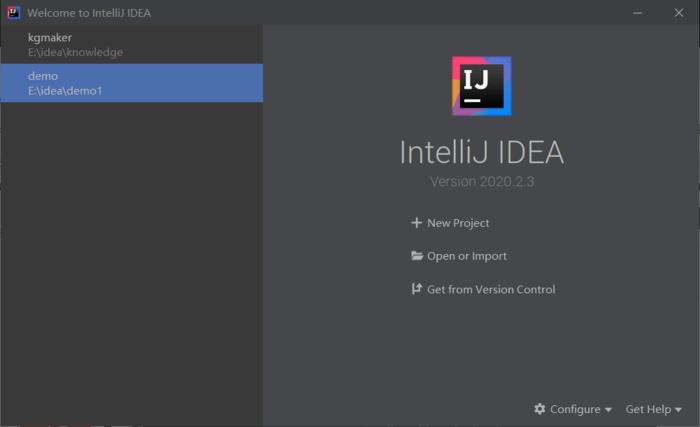 Welcome to IntelliJ IDEA
kgmaker
E:\idea\knowledge
demo
E:\idea\demo1
IJ
IntelliJ IDEA
Version 2020.2.3
New Project
Open or Import
Get from Version Control
Configure
Get Help